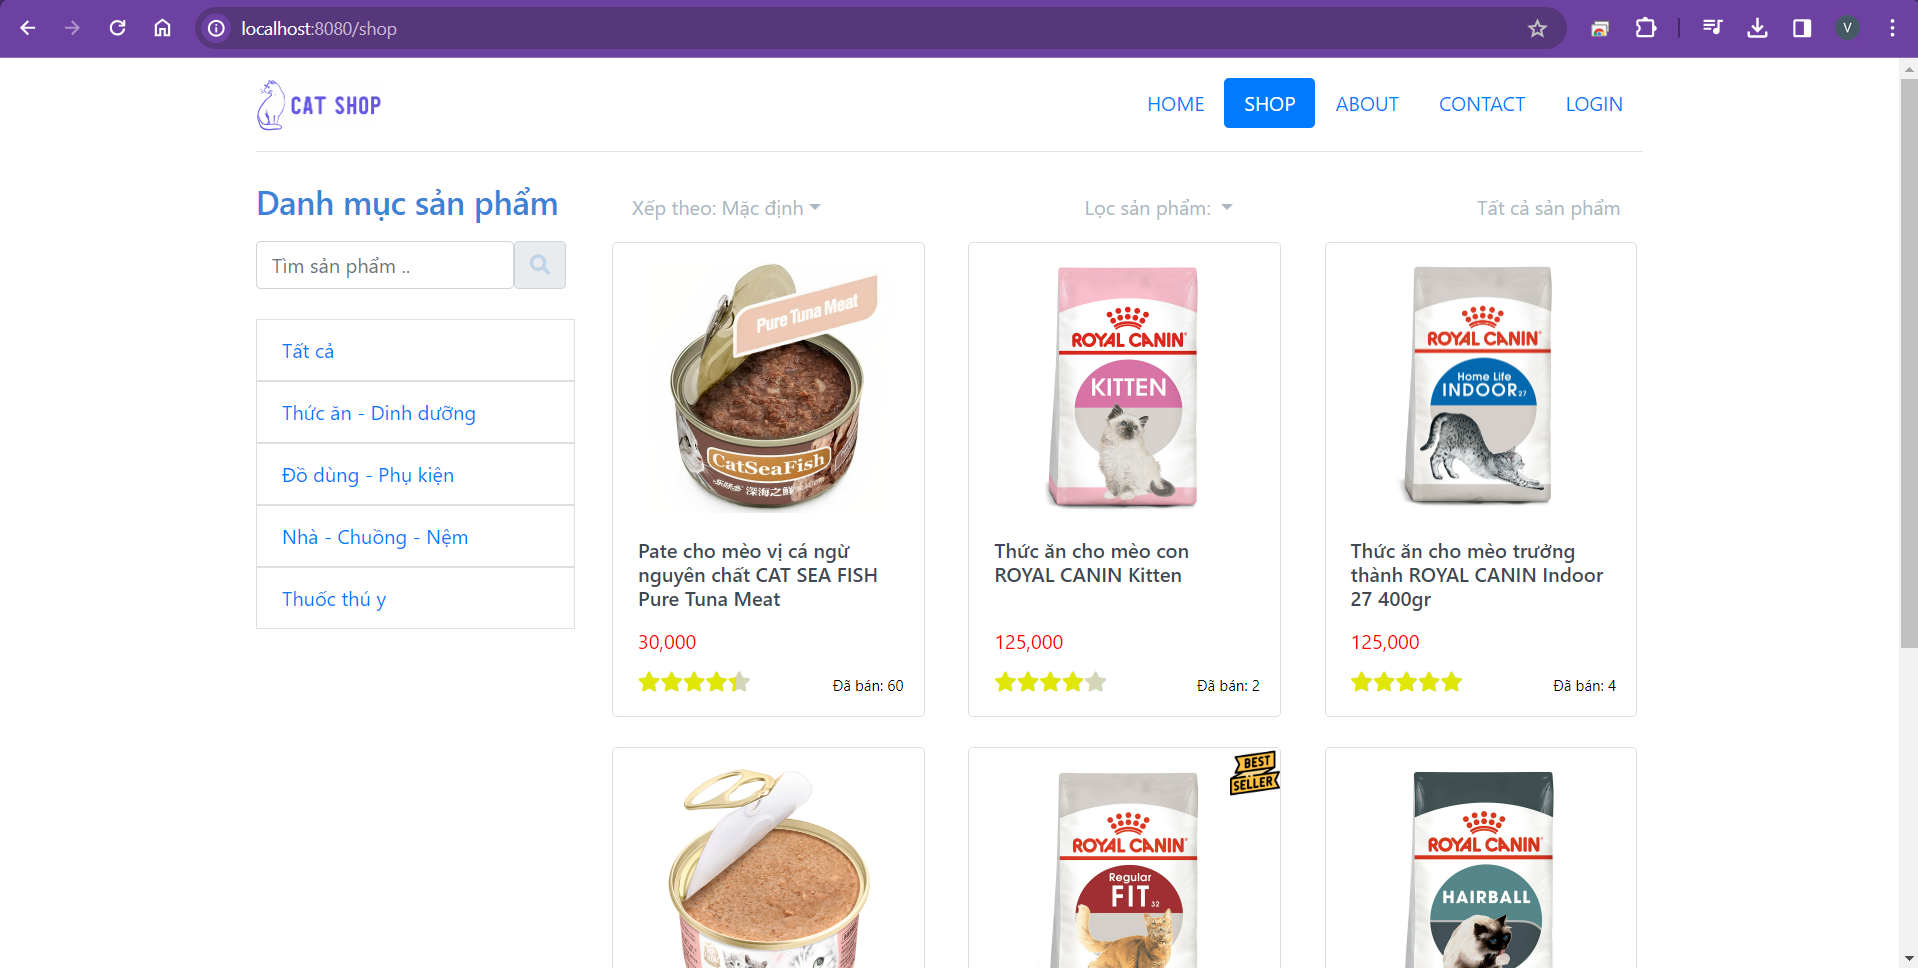 localhost:8080/shop
V
CAT SHOP
HOME
SHOP
ABOUT
CONTACT
LOGIN
Danh mục sản phẩm
Tìm sản phẩm ..
Tất cả
Thức ăn - Dinh dưỡng
Đồ dùng - Phụ kiện
Nhà - Chuồng - Nệm
Thuốc thú y
Xếp theo: Mặc định
Lọc sản phẩm:
Tất cả sản phẩm
Pure Tuna Meat
CatSeaFish
深海之鲜
Pate cho mèo vị cá ngừ
nguyên chất CAT SEA FISH
Pure Tuna Meat
30,000
Đã bán: 60
ROYAL CANIN
KITTEN
Thức ăn cho mèo con
ROYAL CANIN Kitten
125,000
Đã bán: 2
ROYAL CANIN
Home Life
INDOOR 27
Thức ăn cho mèo trưởng
thành ROYAL CANIN Indoor
27 400gr
125,000
Đã bán: 4
BEST
SELLER
ROYAL CANIN
Regular
FIT 32
ROYAL CANIN
HAIRBALL